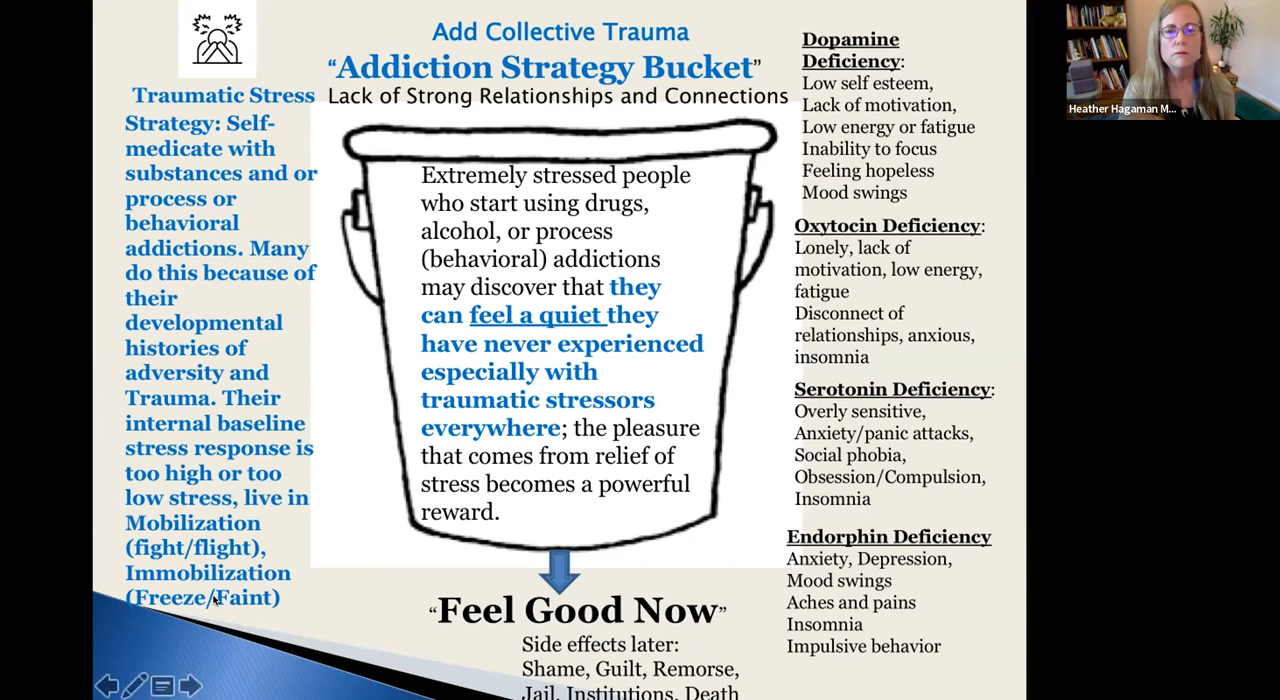 Add Collective Trauma
“Addiction Strategy Bucket”
Lack of Strong Relationships and Connections
Traumatic Stress
Strategy: Self-
medicate with
substances and or
process or
behavioral
addictions. Many
do this because of
their
developmental
histories of
adversity and
Trauma. Their
internal baseline
stress response is
too high or too
low stress, live in
Mobilization
(fight/flight),
Immobilization
(Freeze/Faint)
Extremely stressed people
who start using drugs,
alcohol, or process
(behavioral) addictions
may discover that they
can feel a quiet they
have never experienced
especially with
traumatic stressors
everywhere; the pleasure
that comes from relief of
stress becomes a powerful
reward.
“Feel Good Now”
Side effects later:
Shame, Guilt, Remorse,
Jail, Institutions, Death
Dopamine
Deficiency:
Low self esteem,
Lack of motivation,
Low energy or fatigue
Inability to focus
Feeling hopeless
Mood swings
Oxytocin Deficiency:
Lonely, lack of
motivation, low energy,
fatigue
Disconnect of
relationships, anxious,
insomnia
Serotonin Deficiency:
Overly sensitive,
Anxiety/panic attacks,
Social phobia,
Obsession/Compulsion,
Insomnia
Endorphin Deficiency
Anxiety, Depression,
Mood swings
Aches and pains
Insomnia
Impulsive behavior
Heather Hagaman M...